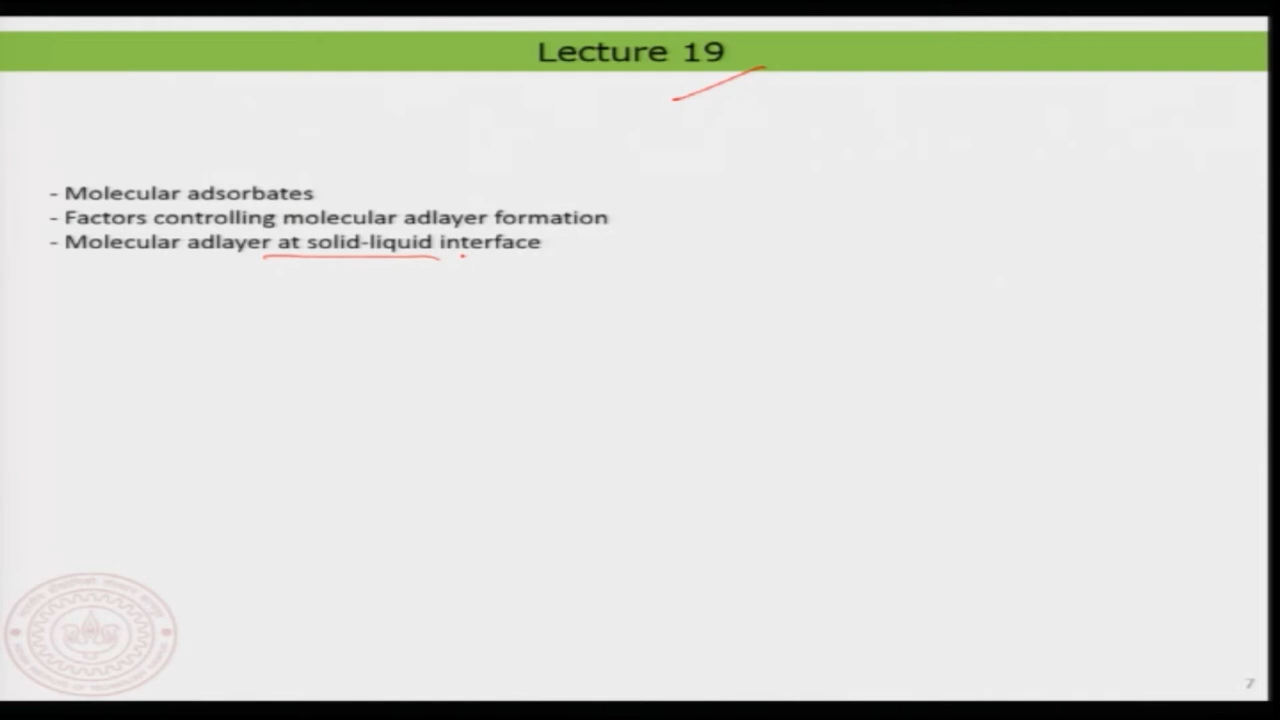 Lecture 19
- Molecular adsorbates
- Factors controlling molecular adlayer formation
- Molecular adlayer at solid-liquid interface
7